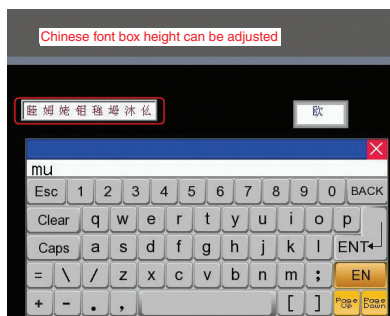 Chinese font box height can be adjusted
睦 姆 姥 钼 毪 坶 沐 仫
欧
mu
Esc 1 2 3 4 5 6 7 8 9 0 BACK
Clear q w e r t y u i o p
Caps a s d f g h j k l ENT
= \ / z x c v b n m ; EN
+ - . , [ ] Page Up Page Down